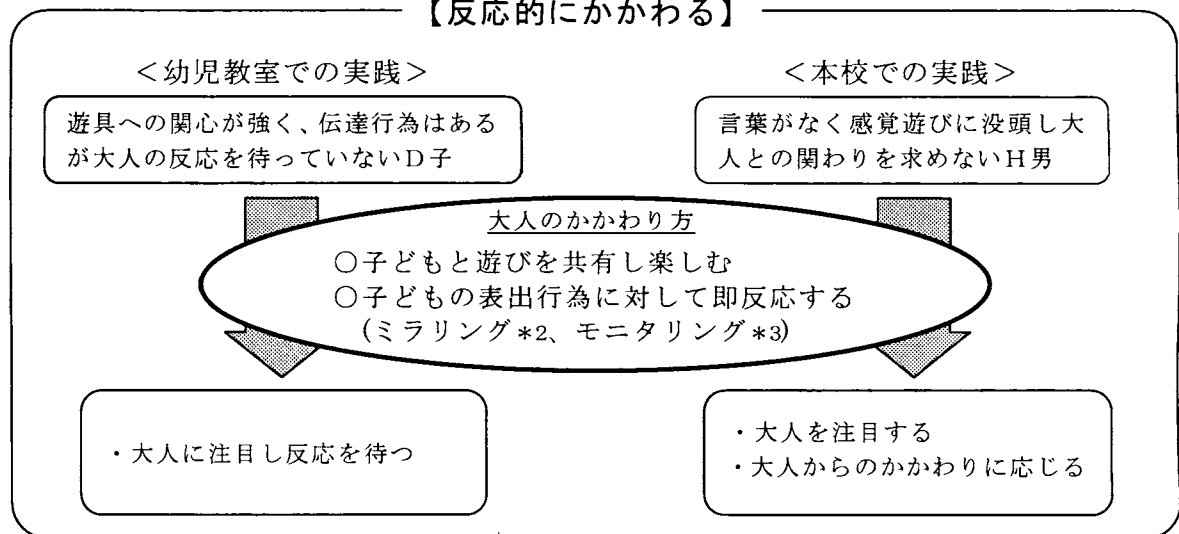 【反応的にかかわる】
＜幼児教室での実践＞
遊具への関心が強く、伝達行為はある
が大人の反応を待っていないD子
＜本校での実践＞
言葉がなく感覚遊びに没頭し大
人との関わりを求めないH男
大人のかかわり方
○子どもと遊びを共有し楽しむ
○子どもの表出行為に対して即反応する
(ミラリング*2、モニタリング*3)
・大人に注目し反応を待つ
・大人を注目する
・大人からのかかわりに応じる